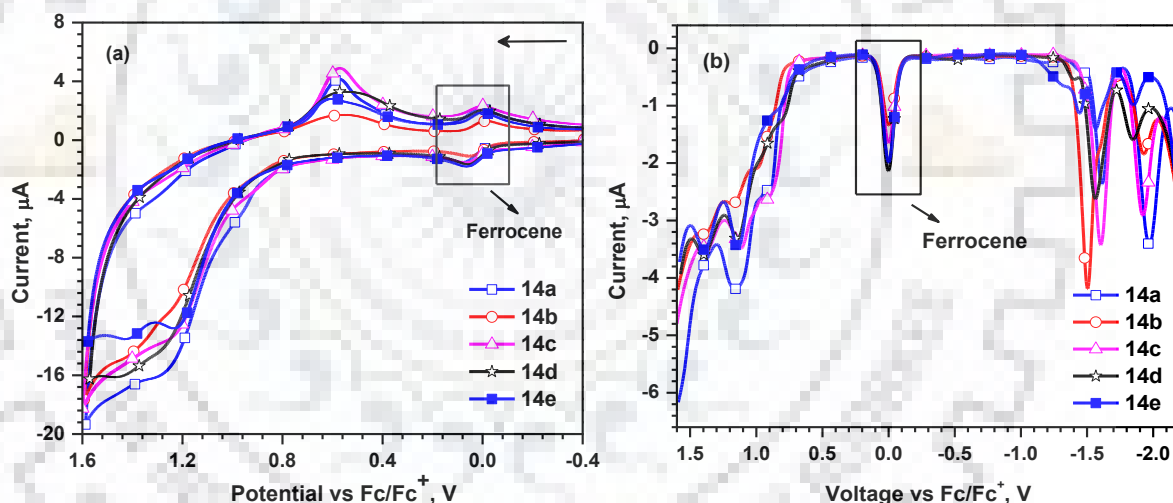 (a)
8
4
0
-4
-8
-12
-16
-20
Current, µA
1.6
1.2
0.8
0.4
0.0
-0.4
Potential vs Fc/Fc+, V
Ferrocene
14a
14b
14c
14d
14e
(b)
0
-1
-2
-3
-4
-5
-6
Current, µA
1.5
1.0
0.5
0.0
-0.5
-1.0
-1.5
-2.0
Voltage vs Fc/Fc+, V
Ferrocene
14a
14b
14c
14d
14e